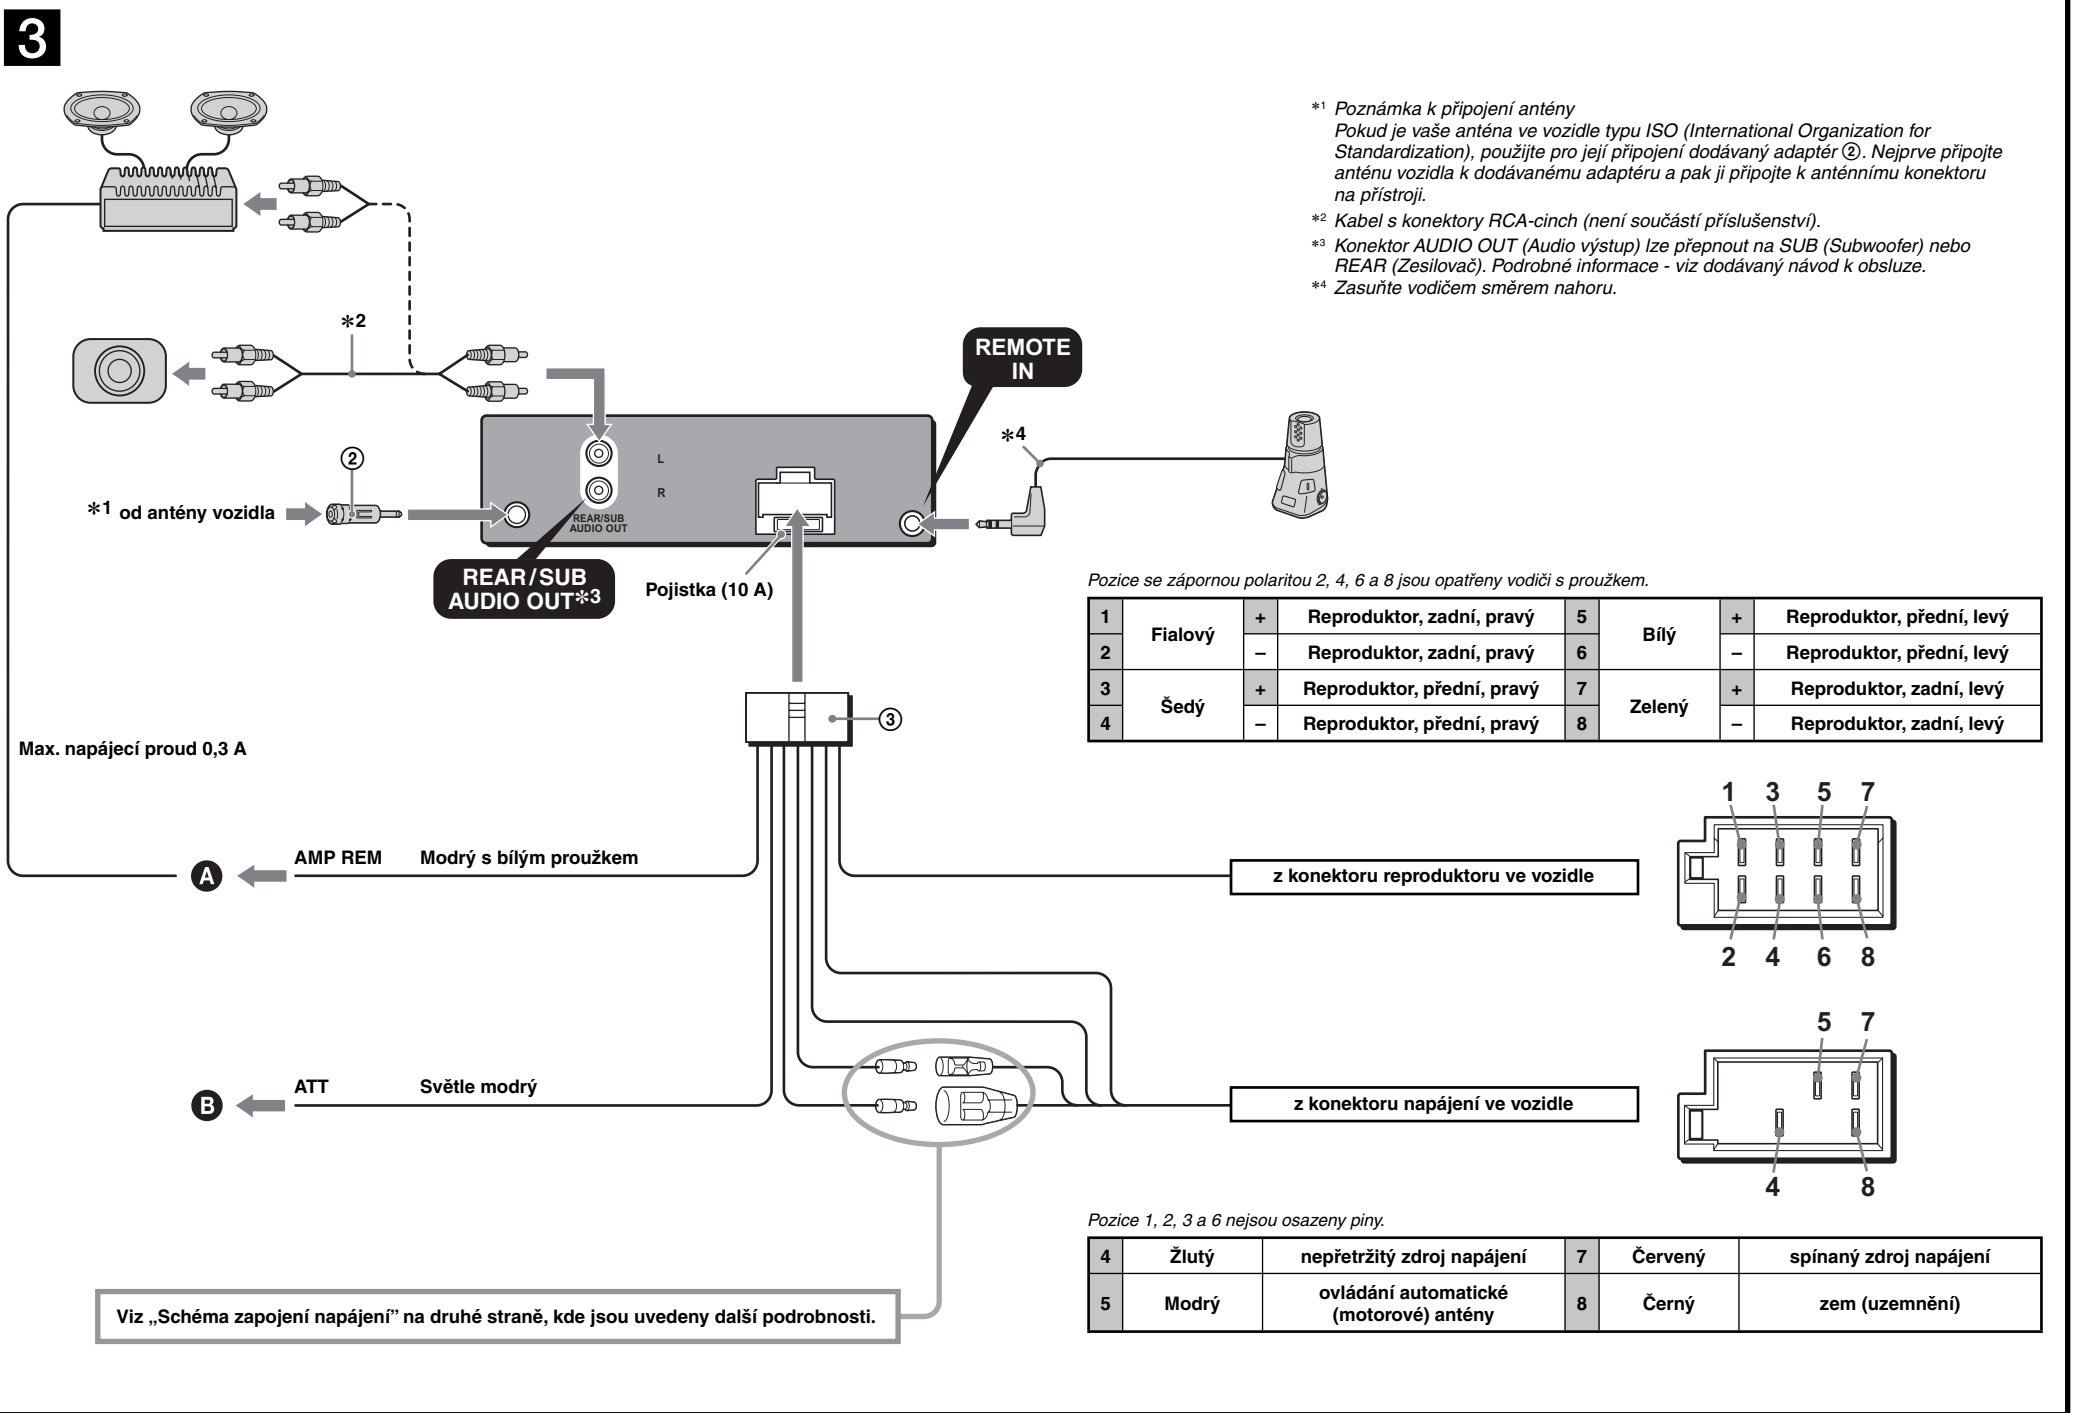 3
*1 Poznámka k připojení antény
Pokud je vaše anténa ve vozidle typu ISO (International Organization for
Standardization), použijte pro její připojení dodávaný adaptér ②. Nejprve připojte
anténu vozidla k dodávanému adaptéru a pak ji připojte k anténnímu konektoru
na přístroji.
*2 Kabel s konektory RCA-cinch (není součástí příslušenství).
*3 Konektor AUDIO OUT (Audio výstup) lze přepnout na SUB (Subwoofer) nebo
REAR (Zesilovač). Podrobné informace - viz dodávaný návod k obsluze.
*4 Zasuňte vodičem směrem nahoru.
*2
REMOTE
IN
*4
②
L
R
*1 od antény vozidla
REAR/SUB
AUDIO OUT
REAR/SUB
AUDIO OUT*3
Pojistka (10 A)
Pozice se zápornou polaritou 2, 4, 6 a 8 jsou opatřeny vodiči s proužkem.
1 Fialový + Reproduktor, zadní, pravý 5 Bílý + Reproduktor, přední, levý
2 – Reproduktor, zadní, pravý 6 – Reproduktor, přední, levý
3 Šedý + Reproduktor, přední, pravý 7 Zelený + Reproduktor, zadní, levý
4 – Reproduktor, přední, pravý 8 – Reproduktor, zadní, levý
③
Max. napájecí proud 0,3 A
1 3 5 7
A AMP REM Modrý s bílým proužkem
z konektoru reproduktoru ve vozidle
2 4 6 8
5 7
B ATT Světle modrý
z konektoru napájení ve vozidle
4 8
Pozice 1, 2, 3 a 6 nejsou osazeny piny.
4 Žlutý nepřetržitý zdroj napájení 7 Červený spínaný zdroj napájení
5 Modrý ovládání automatické
(motorové) antény 8 Černý zem (uzemnění)
Viz „Schéma zapojení napájení” na druhé straně, kde jsou uvedeny další podrobnosti.